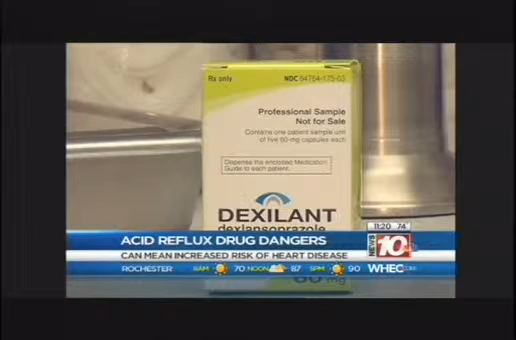 Rx only
NDC 64764-175-03
Professional Sample
Not for Sale
Contains one patient sample unit
of five 60-mg capsules each
Dispense the enclosed Medication
Guide to each patient.
DEXILANT
dexlansoprazole
60 mg
11:20 74°
NEWS 10 NBC
ACID REFLUX DRUG DANGERS
CAN MEAN INCREASED RISK OF HEART DISEASE
ROCHESTER 8AM 70 NOON 87 5PM 90 WHEC.COM